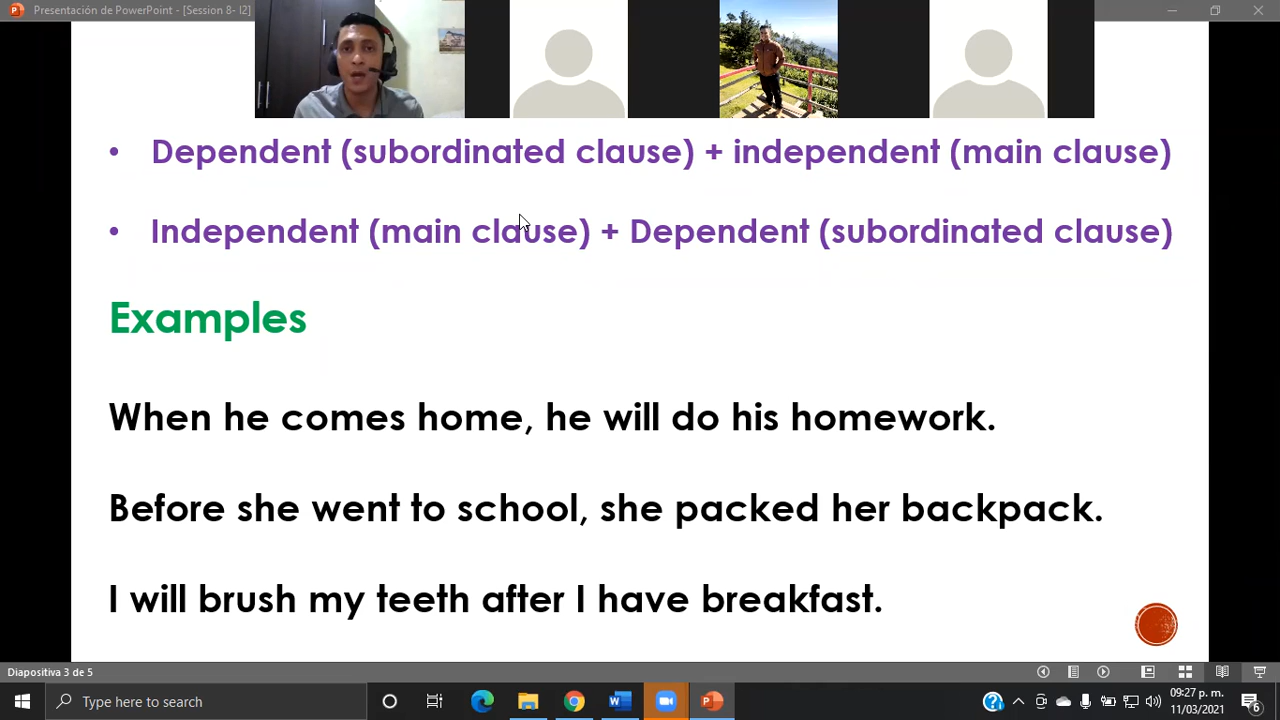 Presentación de PowerPoint - [Session 8- I2]
• Dependent (subordinated clause) + independent (main clause)
• Independent (main clause) + Dependent (subordinated clause)
Examples
When he comes home, he will do his homework.
Before she went to school, she packed her backpack.
I will brush my teeth after I have breakfast.
Diapositiva 3 de 5
Type here to search
09:27 p. m.
11/03/2021
6